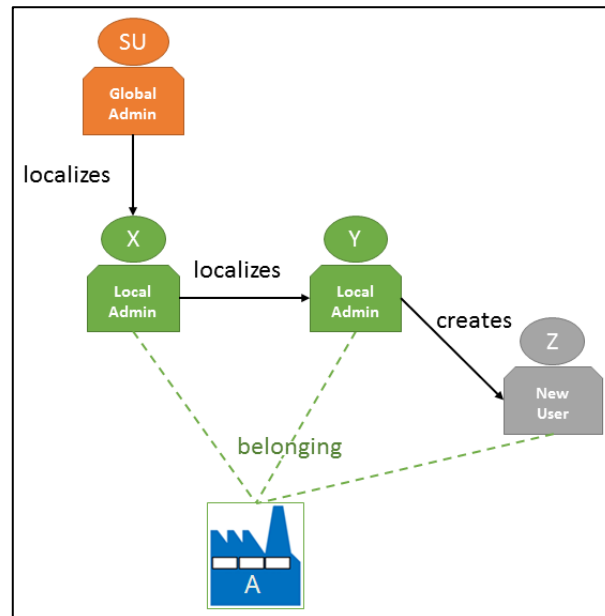 SU
Global
Admin
localizes
X
Y
localizes
Local
Admin
Local
Admin
creates
Z
New
User
belonging
A